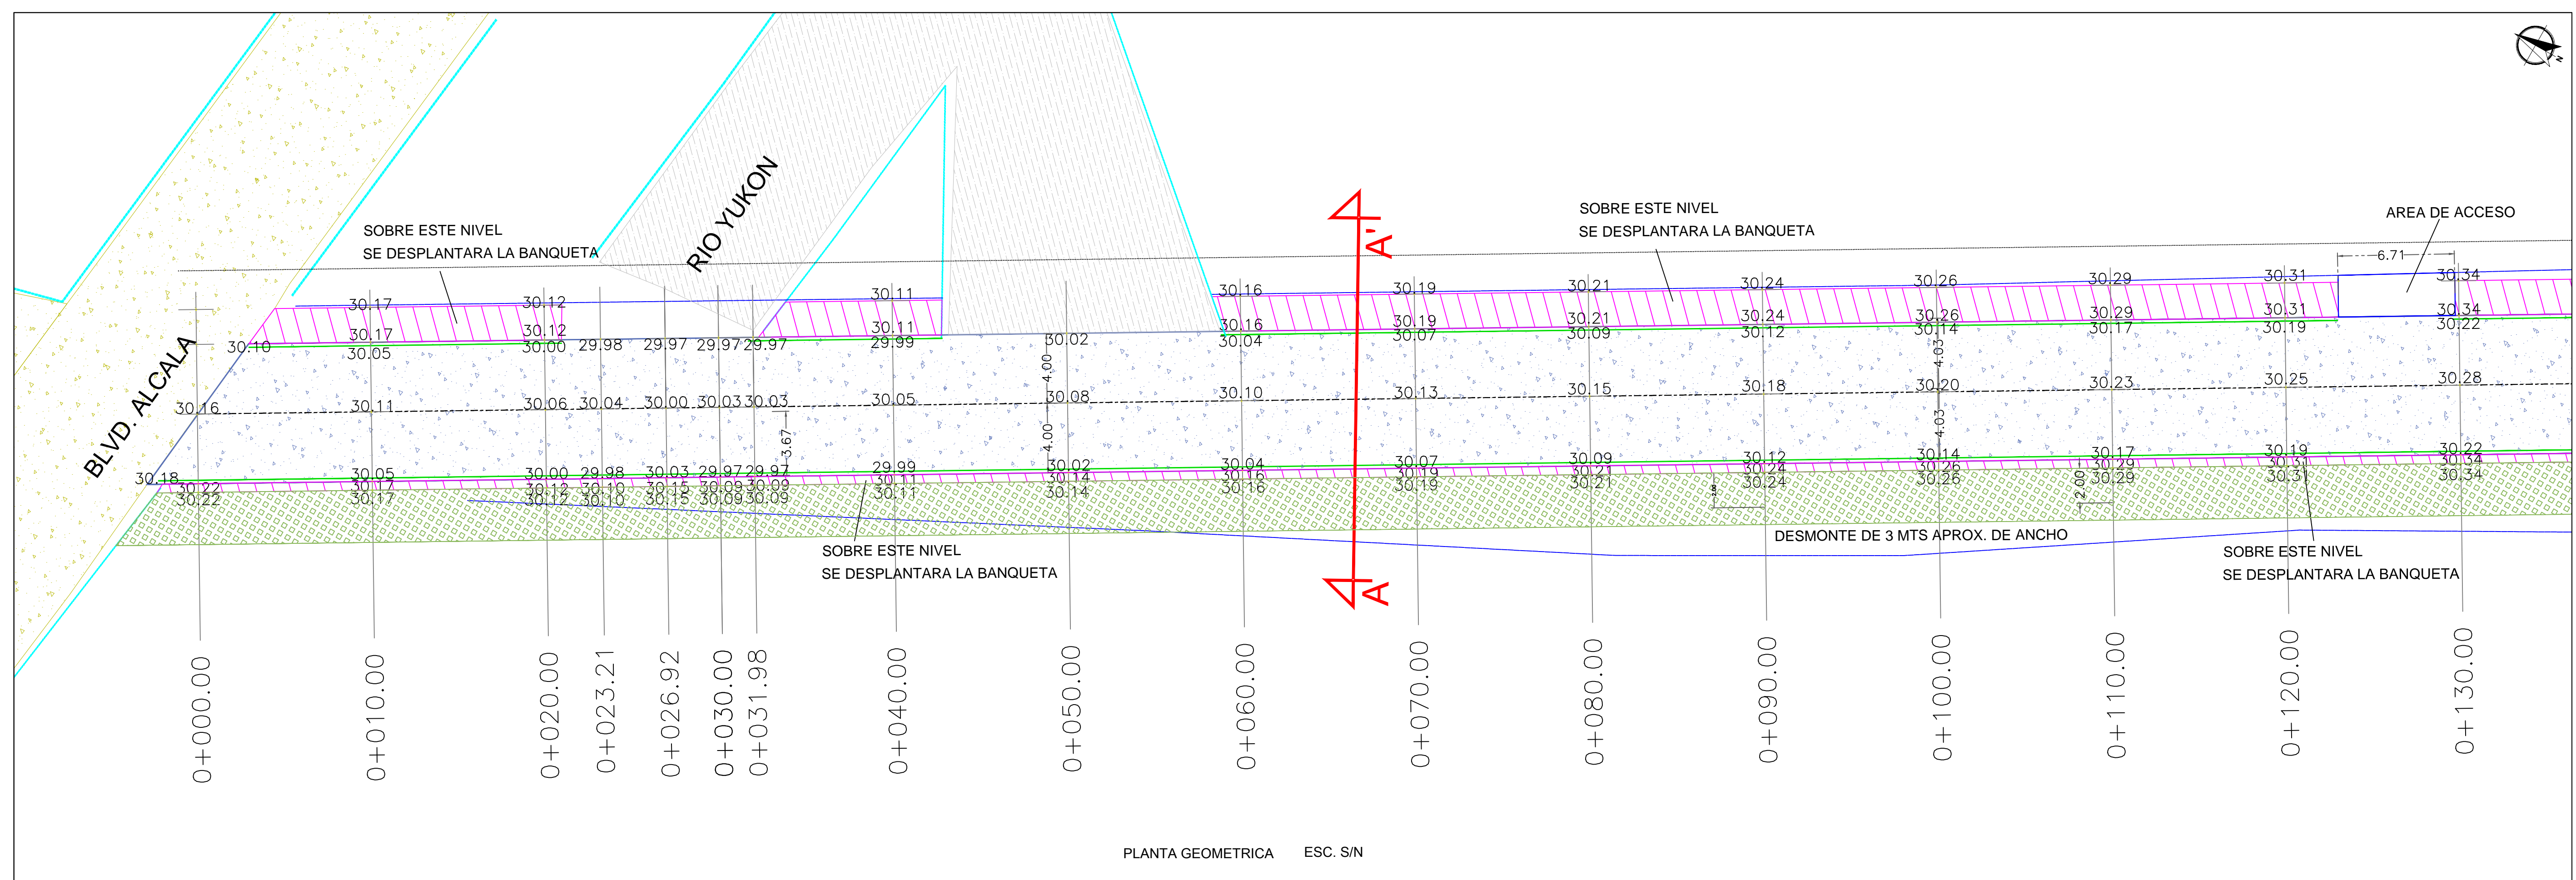 N
SOBRE ESTE NIVEL
SE DESPLANTARA LA BANQUETA
SOBRE ESTE NIVEL
SE DESPLANTARA LA BANQUETA
AREA DE ACCESO
RIO YUKON
A'
6.71
30.17 30.12 30.11 30.16 30.19 30.21 30.24 30.26 30.29 30.31 30.34
30.17 30.12 30.11 30.16 30.19 30.21 30.24 30.26 30.29 30.31 30.34
30.10 30.05 30.00 29.98 29.97 29.97 29.97 29.99 30.02 30.04 30.07 30.09 30.12 30.14 30.17 30.19 30.22
4.00 4.03
BLVD. ALCALA
30.16 30.11 30.06 30.04 30.00 30.03 30.03 30.05 30.08 30.10 30.13 30.15 30.18 30.20 30.23 30.25 30.28
3.67 4.00 4.03
30.18 30.05 30.00 29.98 30.03 29.97 29.97 29.99 30.02 30.04 30.07 30.09 30.12 30.14 30.17 30.19 30.22
30.22 30.17 30.12 30.10 30.15 30.09 30.09 30.11 30.14 30.16 30.19 30.21 30.24 30.26 30.29 30.31 30.34
30.22 30.17 30.12 30.10 30.15 30.09 30.09 30.11 30.14 30.16 30.19 30.21 30.24 30.26 30.29 30.31 30.34
2.00 2.00
DESMONTE DE 3 MTS APROX. DE ANCHO
SOBRE ESTE NIVEL
SE DESPLANTARA LA BANQUETA
SOBRE ESTE NIVEL
SE DESPLANTARA LA BANQUETA
A
0+000.00
0+010.00
0+020.00
0+023.21
0+026.92
0+030.00
0+031.98
0+040.00
0+050.00
0+060.00
0+070.00
0+080.00
0+090.00
0+100.00
0+110.00
0+120.00
0+130.00
PLANTA GEOMETRICA ESC. S/N